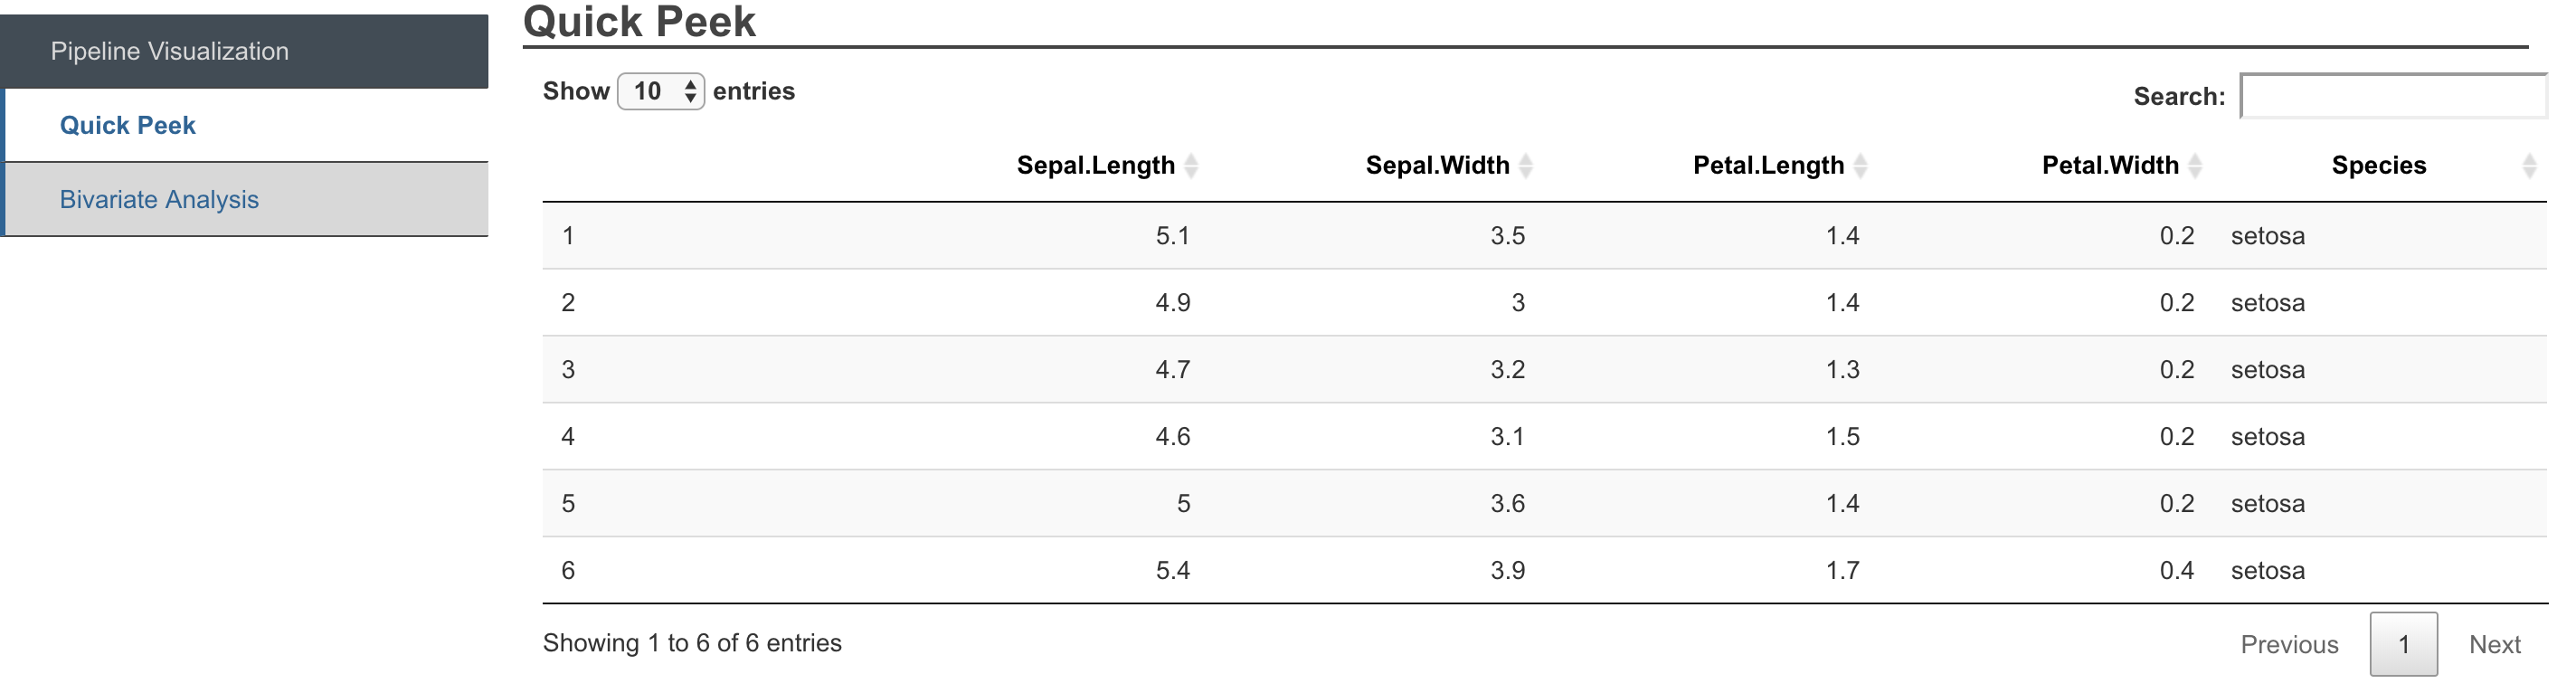 Pipeline Visualization
Quick Peek
Bivariate Analysis
Quick Peek
Show 10 entries
Search:
Sepal.Length Sepal.Width Petal.Length Petal.Width Species
1 5.1 3.5 1.4 0.2 setosa
2 4.9 3 1.4 0.2 setosa
3 4.7 3.2 1.3 0.2 setosa
4 4.6 3.1 1.5 0.2 setosa
5 5 3.6 1.4 0.2 setosa
6 5.4 3.9 1.7 0.4 setosa
Showing 1 to 6 of 6 entries
Previous 1 Next